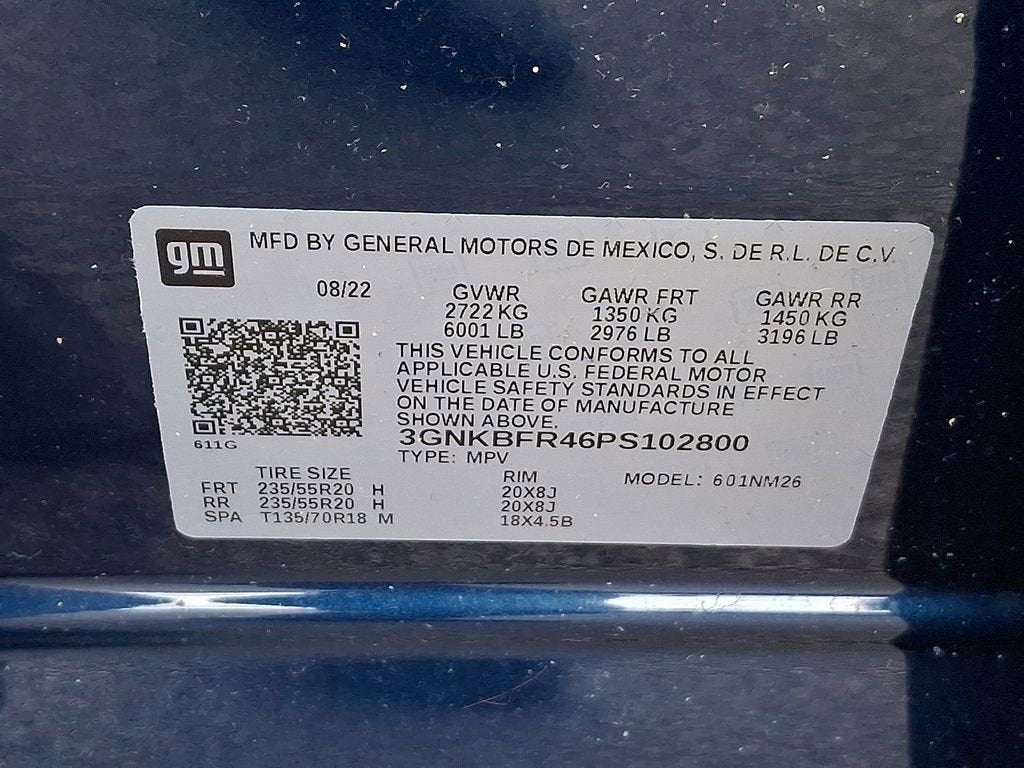 gm
MFD BY GENERAL MOTORS DE MEXICO, S. DE R.L. DE C.V.
08/22
GVWR GAWR FRT GAWR RR
2722 KG 1350 KG 1450 KG
6001 LB 2976 LB 3196 LB
THIS VEHICLE CONFORMS TO ALL
APPLICABLE U.S. FEDERAL MOTOR
VEHICLE SAFETY STANDARDS IN EFFECT
ON THE DATE OF MANUFACTURE
SHOWN ABOVE.
611G
3GNKBFR46PS102800
TYPE: MPV
TIRE SIZE RIM MODEL: 601NM26
FRT 235/55R20 H 20X8J
RR 235/55R20 H 20X8J
SPA T135/70R18 M 18X4.5B